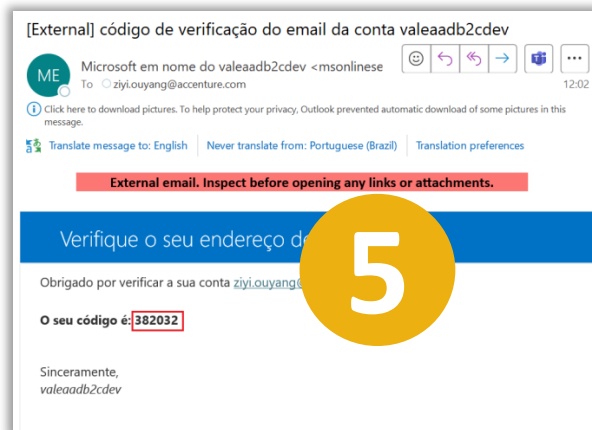 [External] código de verificação do email da conta valeaadb2cdev
ME
Microsoft em nome do valeaadb2cdev <msonlinese
To ziyi.ouyang@accenture.com
12:02
Click here to download pictures. To help protect your privacy, Outlook prevented automatic download of some pictures in this
message.
Translate message to: English
Never translate from: Portuguese (Brazil)
Translation preferences
External email. Inspect before opening any links or attachments.
Verifique o seu endereço
5
Obrigado por verificar a sua conta ziyi.ouyang
O seu código é: 382032
Sinceramente,
valeaadb2cdev